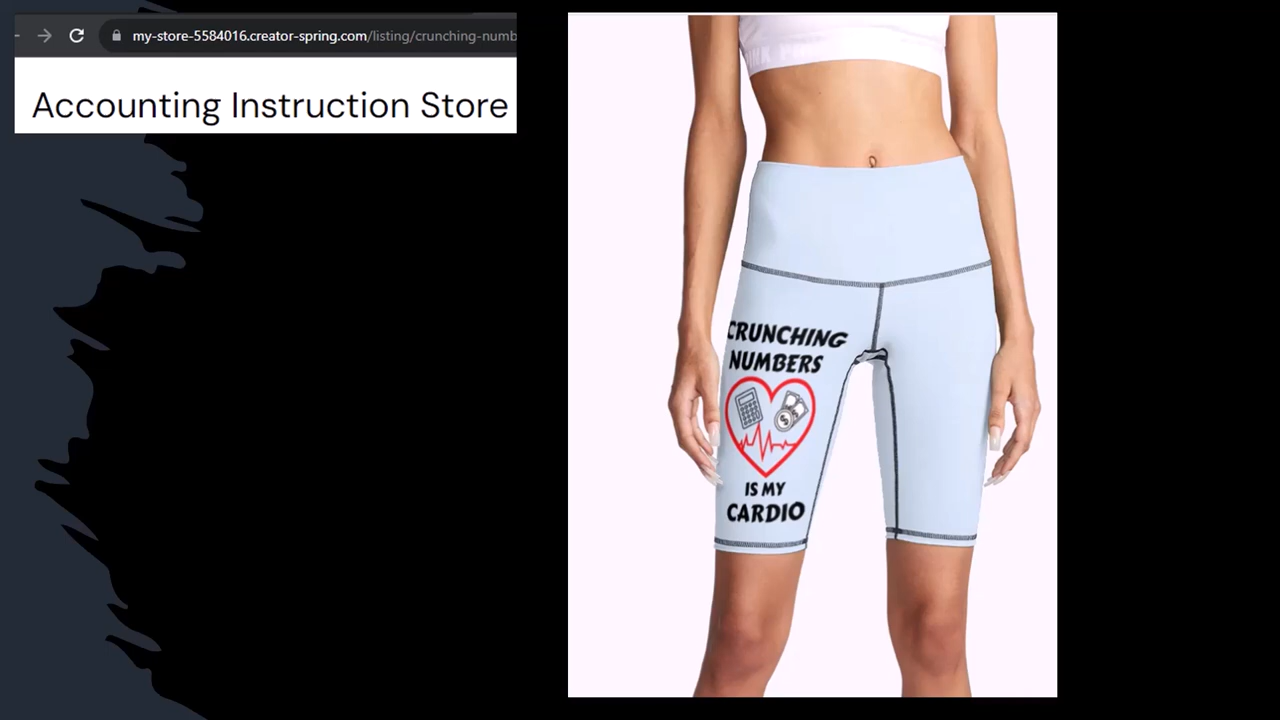 my-store-5584016.creator-spring.com/listing/crunching-numb
Accounting Instruction Store
CRUNCHING
NUMBERS
IS MY
CARDIO